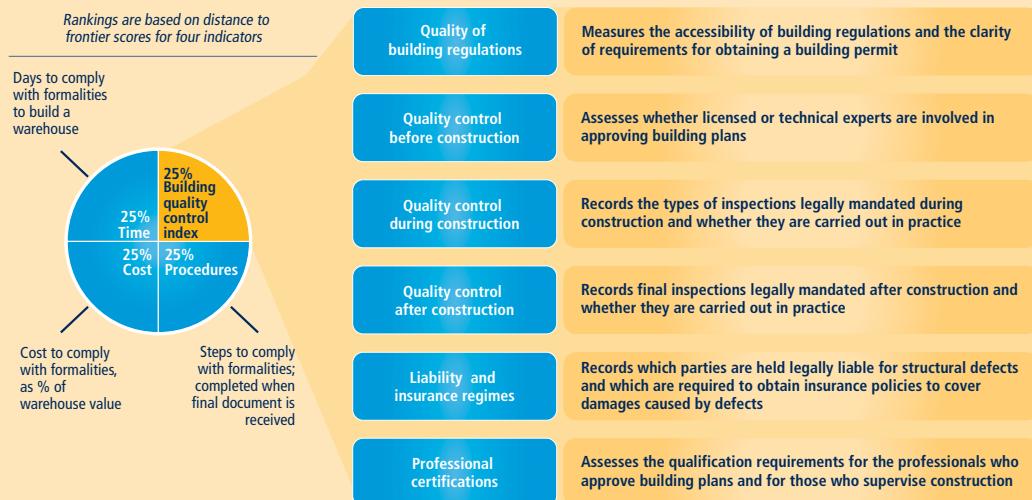 Rankings are based on distance to
frontier scores for four indicators
Days to comply
with formalities
to build a
warehouse
25%
Time
25%
Building
quality
control
index
25%
Cost
25%
Procedures
Cost to comply
with formalities,
as % of
warehouse value
Steps to comply
with formalities;
completed when
final document is
received
Quality of
building regulations
Measures the accessibility of building regulations and the clarity
of requirements for obtaining a building permit
Quality control
before construction
Assesses whether licensed or technical experts are involved in
approving building plans
Quality control
during construction
Records the types of inspections legally mandated during
construction and whether they are carried out in practice
Quality control
after construction
Records final inspections legally mandated after construction and
whether they are carried out in practice
Liability and
insurance regimes
Records which parties are held legally liable for structural defects
and which are required to obtain insurance policies to cover
damages caused by defects
Professional
certifications
Assesses the qualification requirements for the professionals who
approve building plans and for those who supervise construction